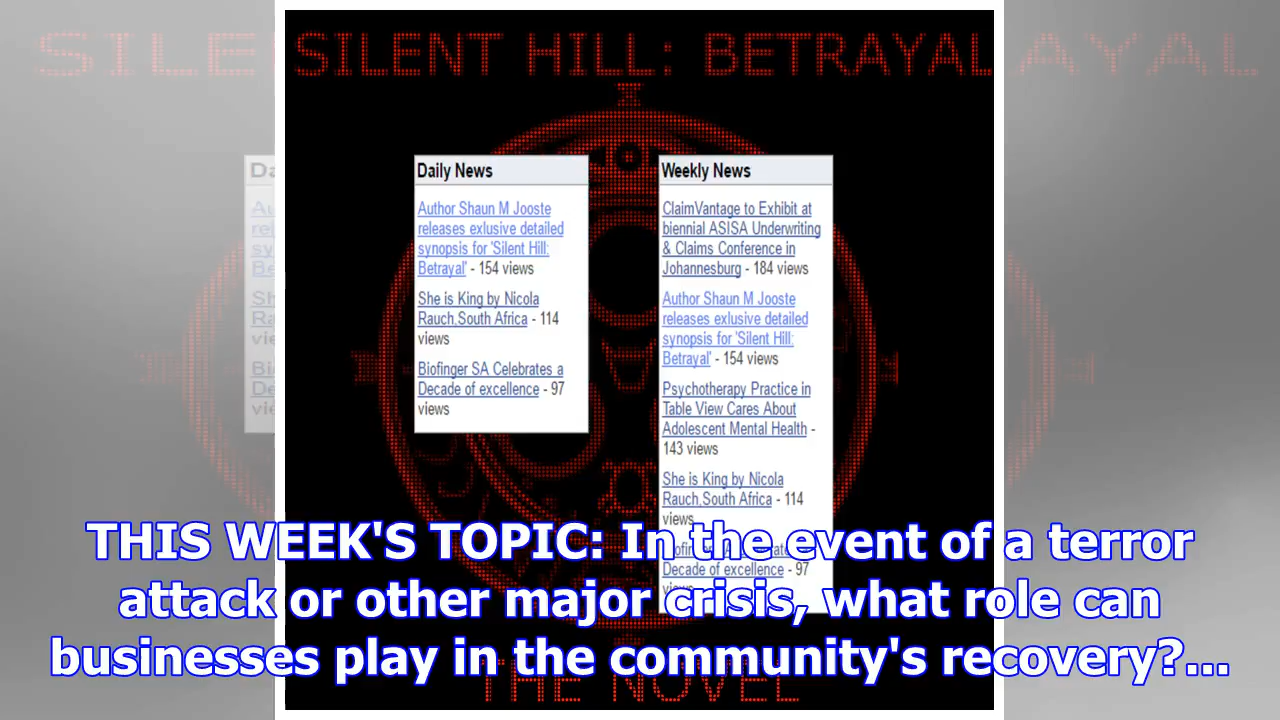 SILENT HILL: BETRAYAL
Daily News
Author Shaun M Jooste
releases exlusive detailed
synopsis for 'Silent Hill:
Betrayal' - 154 views
She is King by Nicola
Rauch,South Africa - 114
views
Biofinger SA Celebrates a
Decade of excellence - 97
views
Weekly News
ClaimVantage to Exhibit at
biennial ASISA Underwriting
& Claims Conference in
Johannesburg - 184 views
Author Shaun M Jooste
releases exlusive detailed
synopsis for 'Silent Hill:
Betrayal' - 154 views
Psychotherapy Practice in
Table View Cares About
Adolescent Mental Health -
143 views
She is King by Nicola
Rauch,South Africa - 114
views
Decade of excellence - 97
THIS WEEK'S TOPIC: In the event of a terror
attack or other major crisis, what role can
businesses play in the community's recovery?...
THE NOVEL